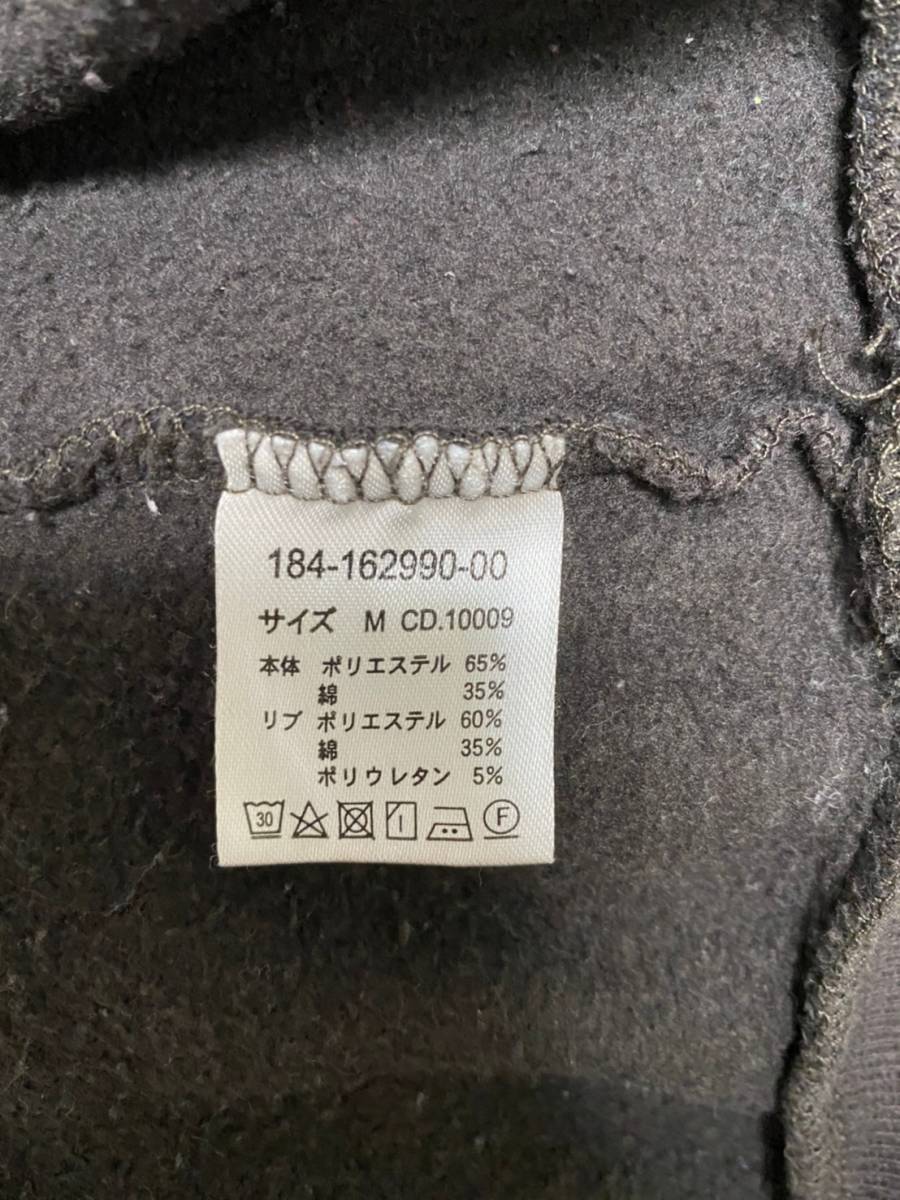 184-162990-00
サイズ M CD.10009
本体 ポリエステル 65%
綿 35%
リブ ポリエステル 60%
綿 35%
ポリウレタン 5%
30 F